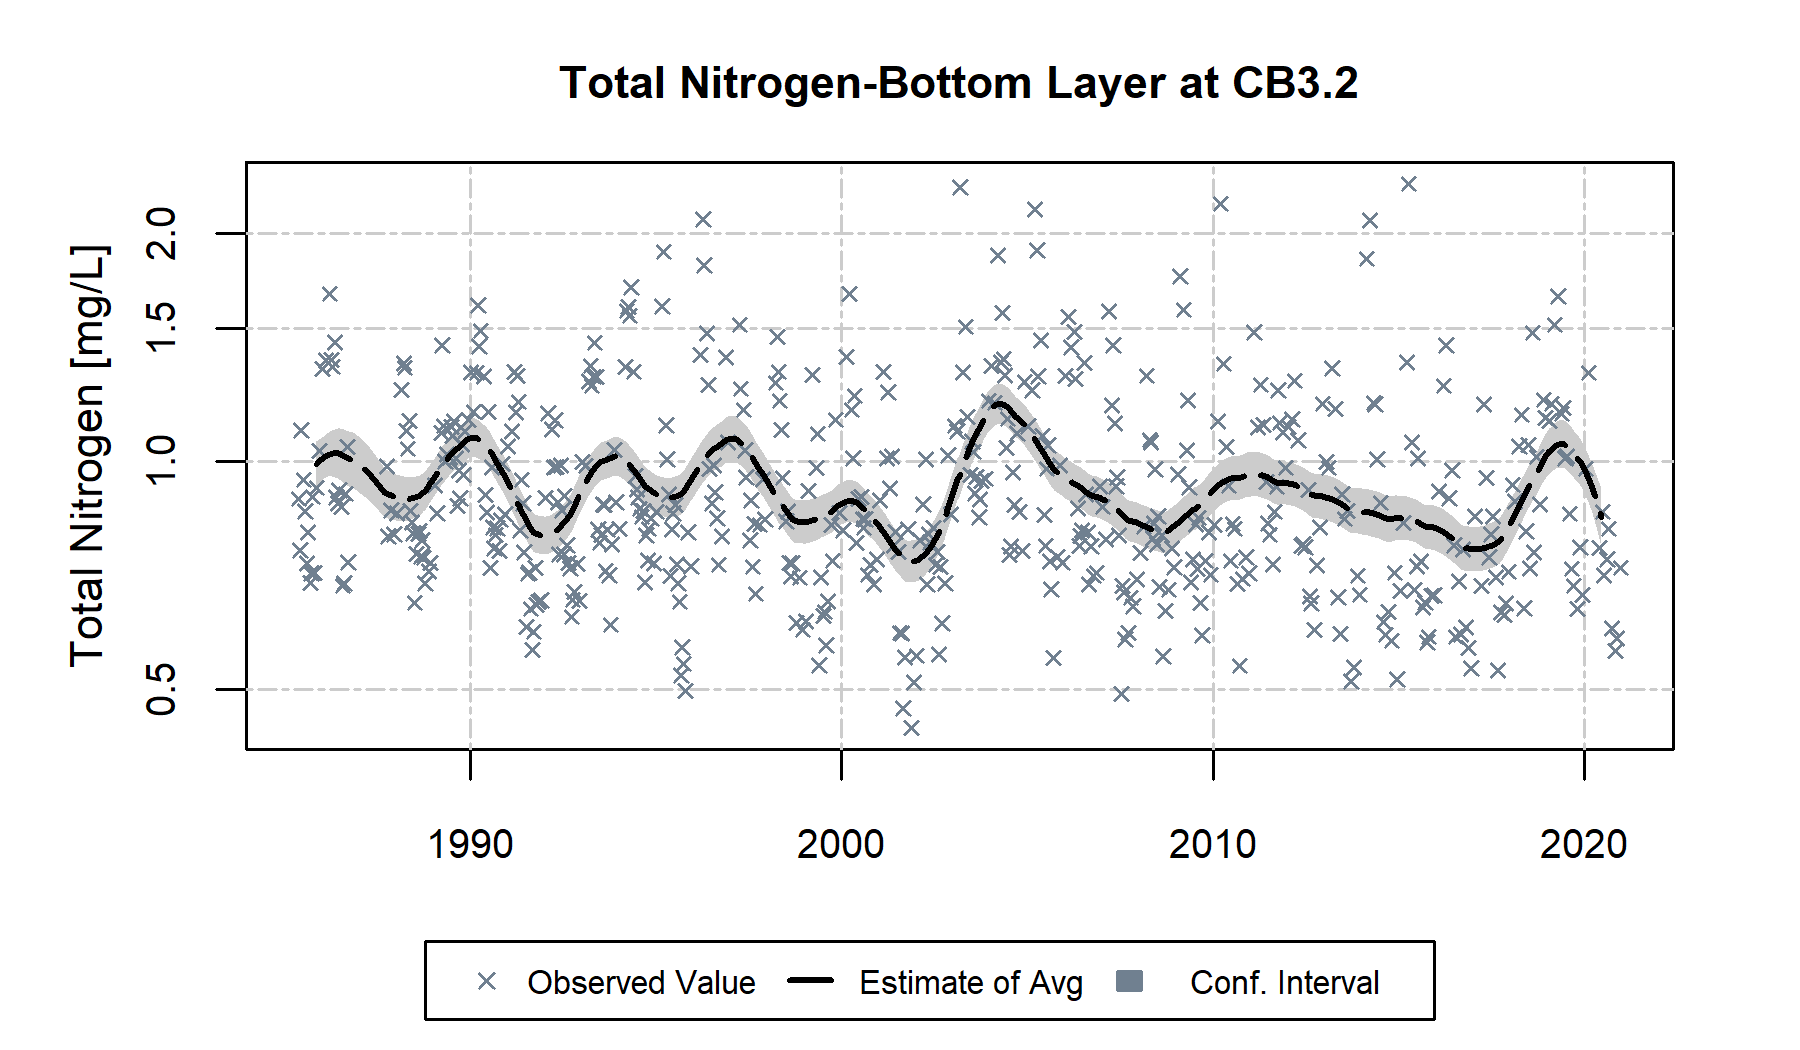 Total Nitrogen-Bottom Layer at CB3.2
Total Nitrogen [mg/L]
2.0
1.5
1.0
0.5
1990 2000 2010 2020
Observed Value Estimate of Avg Conf. Interval